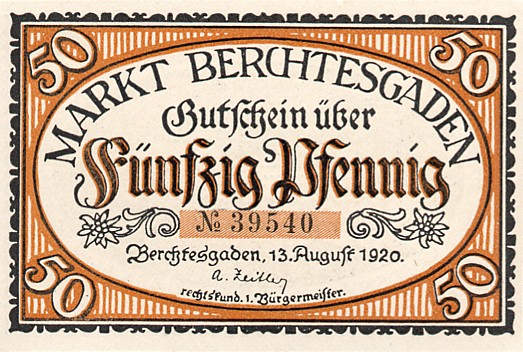 50 50
MARKT BERCHTESGADEN
Gutschein über
Fünfzig Pfennig
№ 39540
Berchtesgaden, 13. August 1920.
rechtskund. 1. Bürgermeister.
50 50